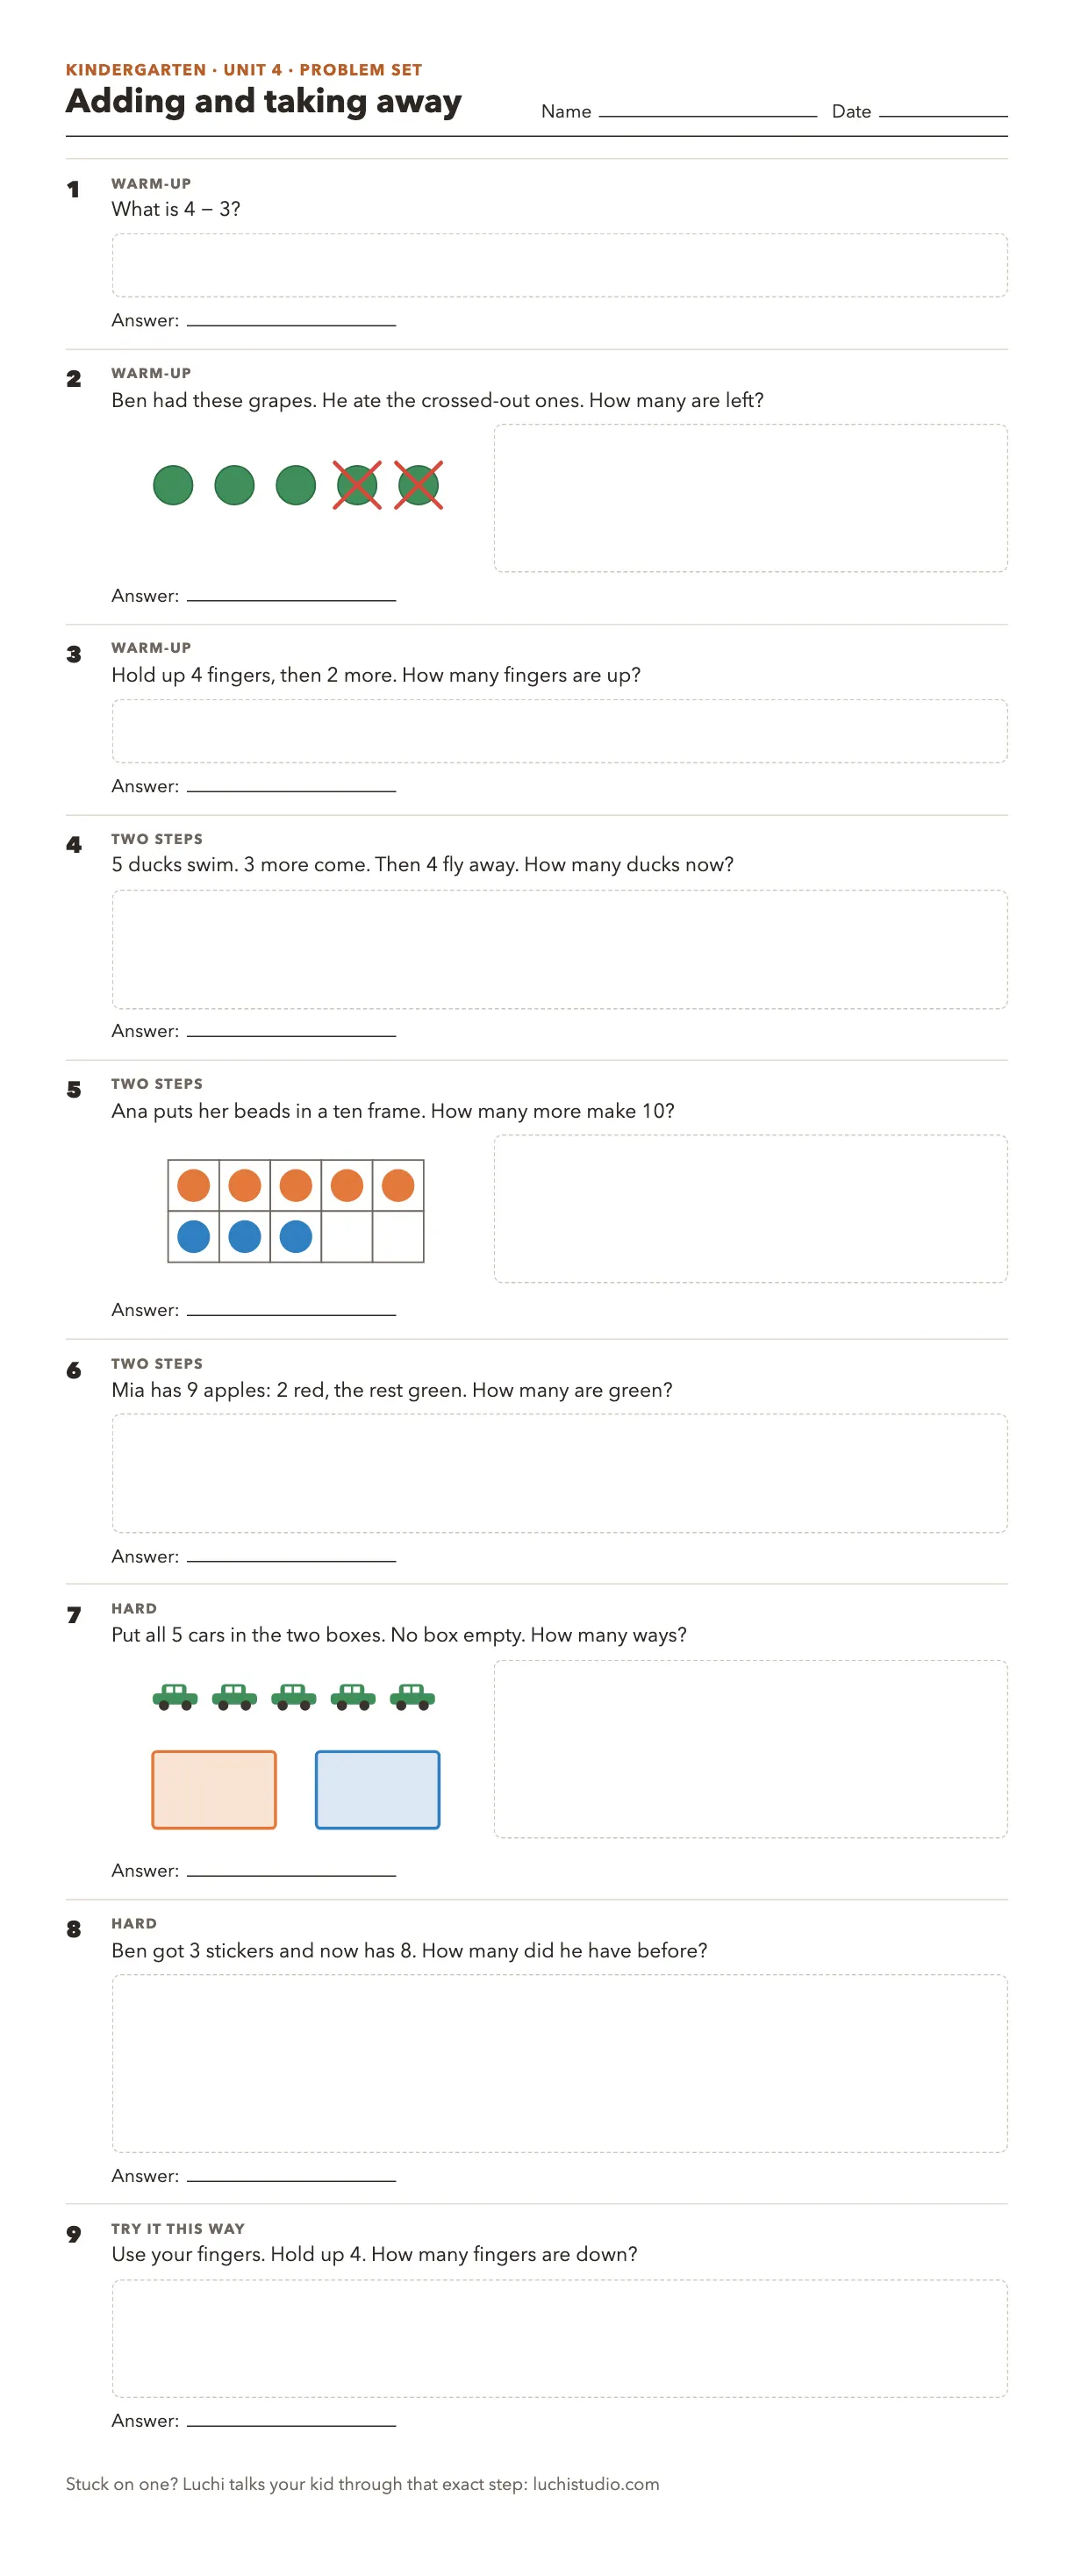 KINDERGARTEN · UNIT 4 · PROBLEM SET
Adding and taking away
Name
Date
1
WARM-UP
What is 4 − 3?
Answer:
2
WARM-UP
Ben had these grapes. He ate the crossed-out ones. How many are left?
Answer:
3
WARM-UP
Hold up 4 fingers, then 2 more. How many fingers are up?
Answer:
4
TWO STEPS
5 ducks swim. 3 more come. Then 4 fly away. How many ducks now?
Answer:
5
TWO STEPS
Ana puts her beads in a ten frame. How many more make 10?
Answer:
6
TWO STEPS
Mia has 9 apples: 2 red, the rest green. How many are green?
Answer:
7
HARD
Put all 5 cars in the two boxes. No box empty. How many ways?
Answer:
8
HARD
Ben got 3 stickers and now has 8. How many did he have before?
Answer:
9
TRY IT THIS WAY
Use your fingers. Hold up 4. How many fingers are down?
Answer:
Stuck on one? Luchi talks your kid through that exact step: luchistudio.com